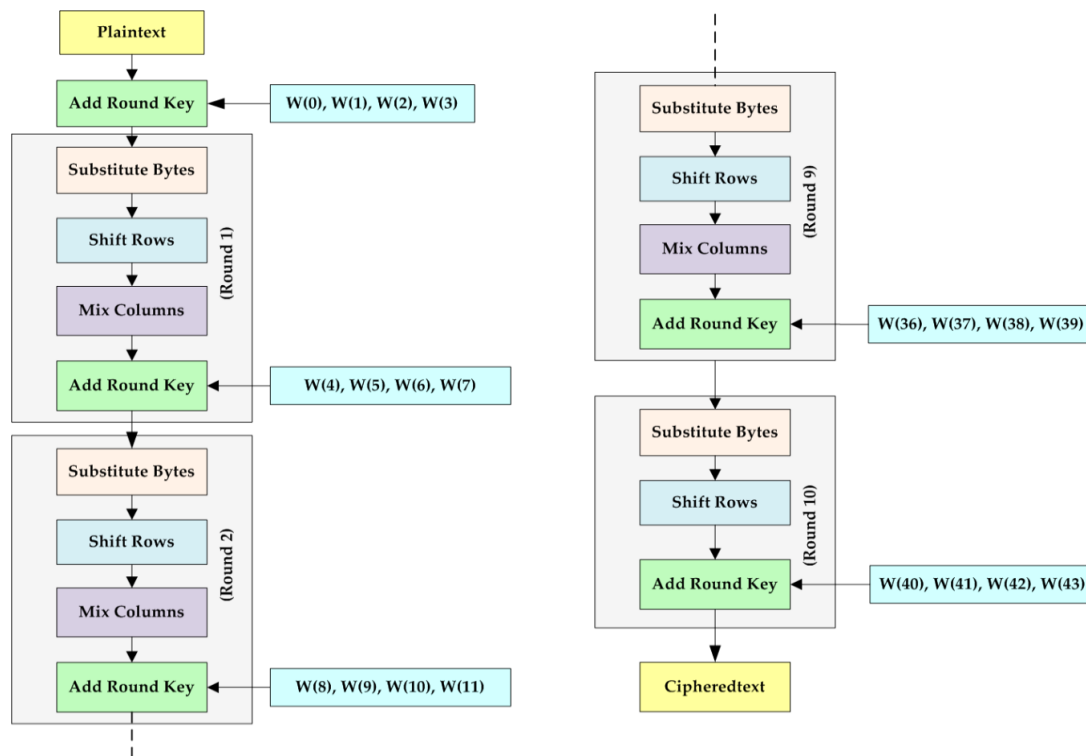 Plaintext
Add Round Key
W(0), W(1), W(2), W(3)
Substitute Bytes
Shift Rows
Mix Columns
Add Round Key
(Round 1)
W(4), W(5), W(6), W(7)
Substitute Bytes
Shift Rows
Mix Columns
Add Round Key
(Round 2)
W(8), W(9), W(10), W(11)
Substitute Bytes
Shift Rows
Mix Columns
Add Round Key
(Round 9)
W(36), W(37), W(38), W(39)
Substitute Bytes
Shift Rows
Add Round Key
(Round 10)
W(40), W(41), W(42), W(43)
Cipheredtext